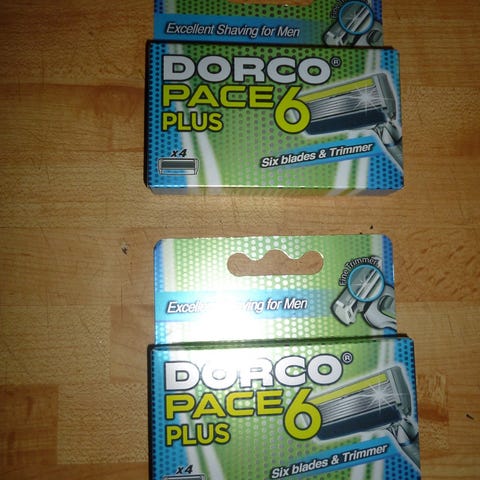 Excellent Shaving for Men
DORCO®
PACE 6
PLUS
x4
Six blades & Trimmer
Fine Trimmer
Excellent Shaving for Men
DORCO®
PACE 6
PLUS
x4
Six blades & Trimmer